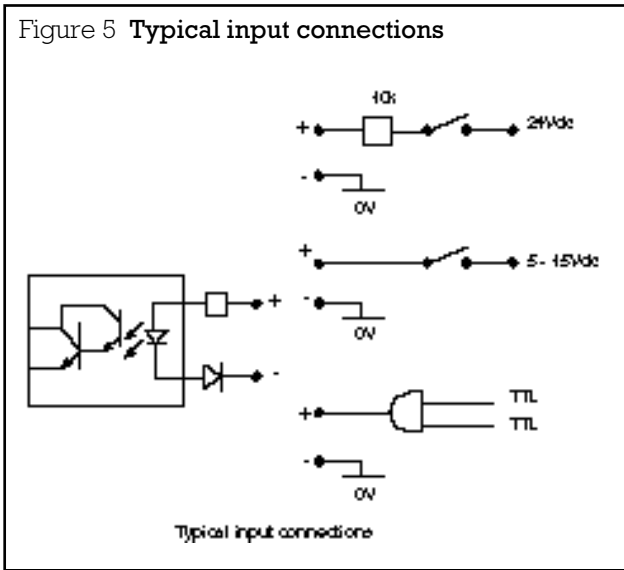 Figure 5 Typical input connections
10k
+ 24Vdc
-
0V
+ 5 - 15Vdc
-
0V
+
-
+ TTL
TTL
-
0V
Typical input connections